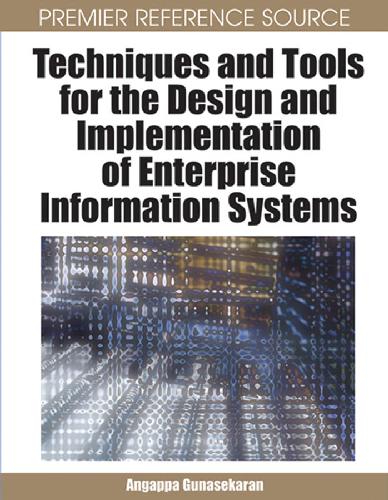 PREMIER REFERENCE SOURCE
Techniques and Tools
for the Design and
Implementation
of Enterprise
Information Systems
Angappa Gunasekaran